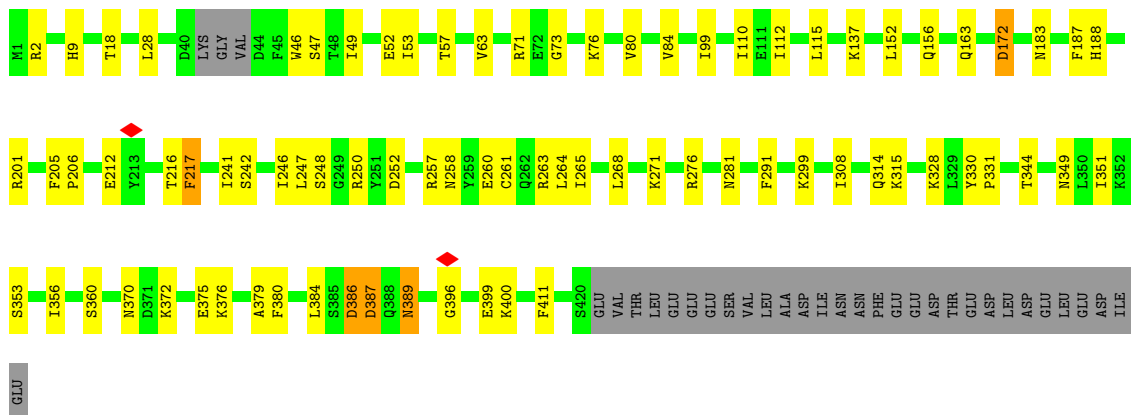 M1 R2 H9 T18 L28 D40 LYS GLY VAL D44 F45 W46 S47 T48 I49 E52 I53 T57 V63 R71 E72 G73 K76 V80 V84 I99 I110 E111 I112 L115 K137 L152 Q156 Q163 D172 N183 F187 H188
R201 F205 P206 E212 Y213 T216 F217 I241 S242 I246 L247 S248 G249 R250 Y251 D252 R257 N258 Y259 E260 C261 Q262 R263 L264 I265 L268 K271 R276 N281 F291 K299 I308 Q314 K315 K328 L329 Y330 P331 T344 N349 L350 I351 K352
S353 I356 S360 N370 D371 K372 E375 K376 A379 F380 L384 S385 D386 D387 Q388 N389 G396 E399 K400 F411 S420 GLU VAL THR LEU GLU GLU GLU SER VAL LEU ALA ASP ILE ASN ASN PHE GLU GLU ASP THR ASP ASP LEU ASP GLU LEU GLU ASP ILE
GLU